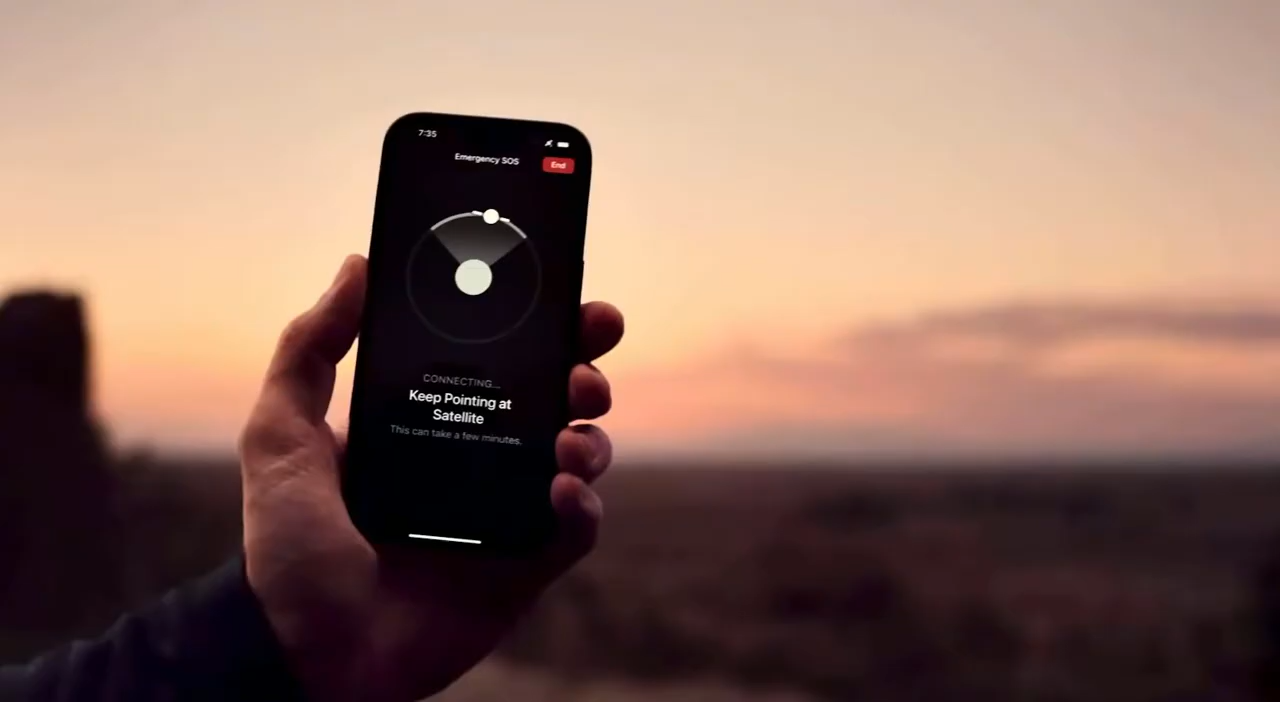 7:35
Emergency SOS
End
CONNECTING...
Keep Pointing at
Satellite
This can take a few minutes.